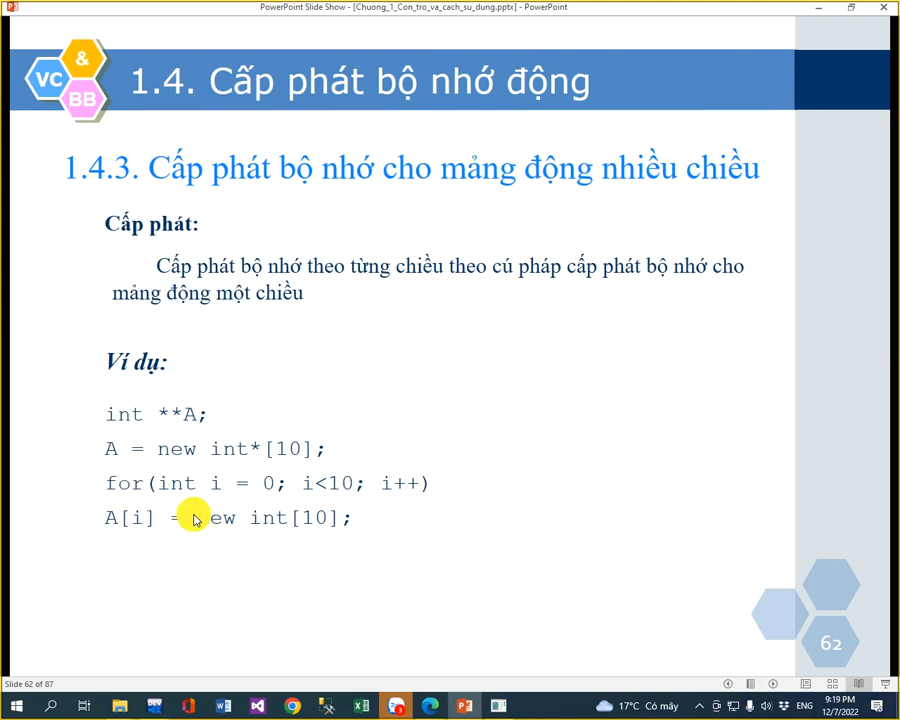 PowerPoint Slide Show - [Chuong_1_Con_tro_va_cach_su_dung.pptx] - PowerPoint
VC & BB
1.4. Cấp phát bộ nhớ động
1.4.3. Cấp phát bộ nhớ cho mảng động nhiều chiều
Cấp phát:
Cấp phát bộ nhớ theo từng chiều theo cú pháp cấp phát bộ nhớ cho
mảng động một chiều
Ví dụ:
int **A;
A = new int*[10];
for(int i = 0; i<10; i++)
A[i] = new int[10];
62
Slide 62 of 87
17°C Có mây
ENG
9:19 PM
12/7/2022